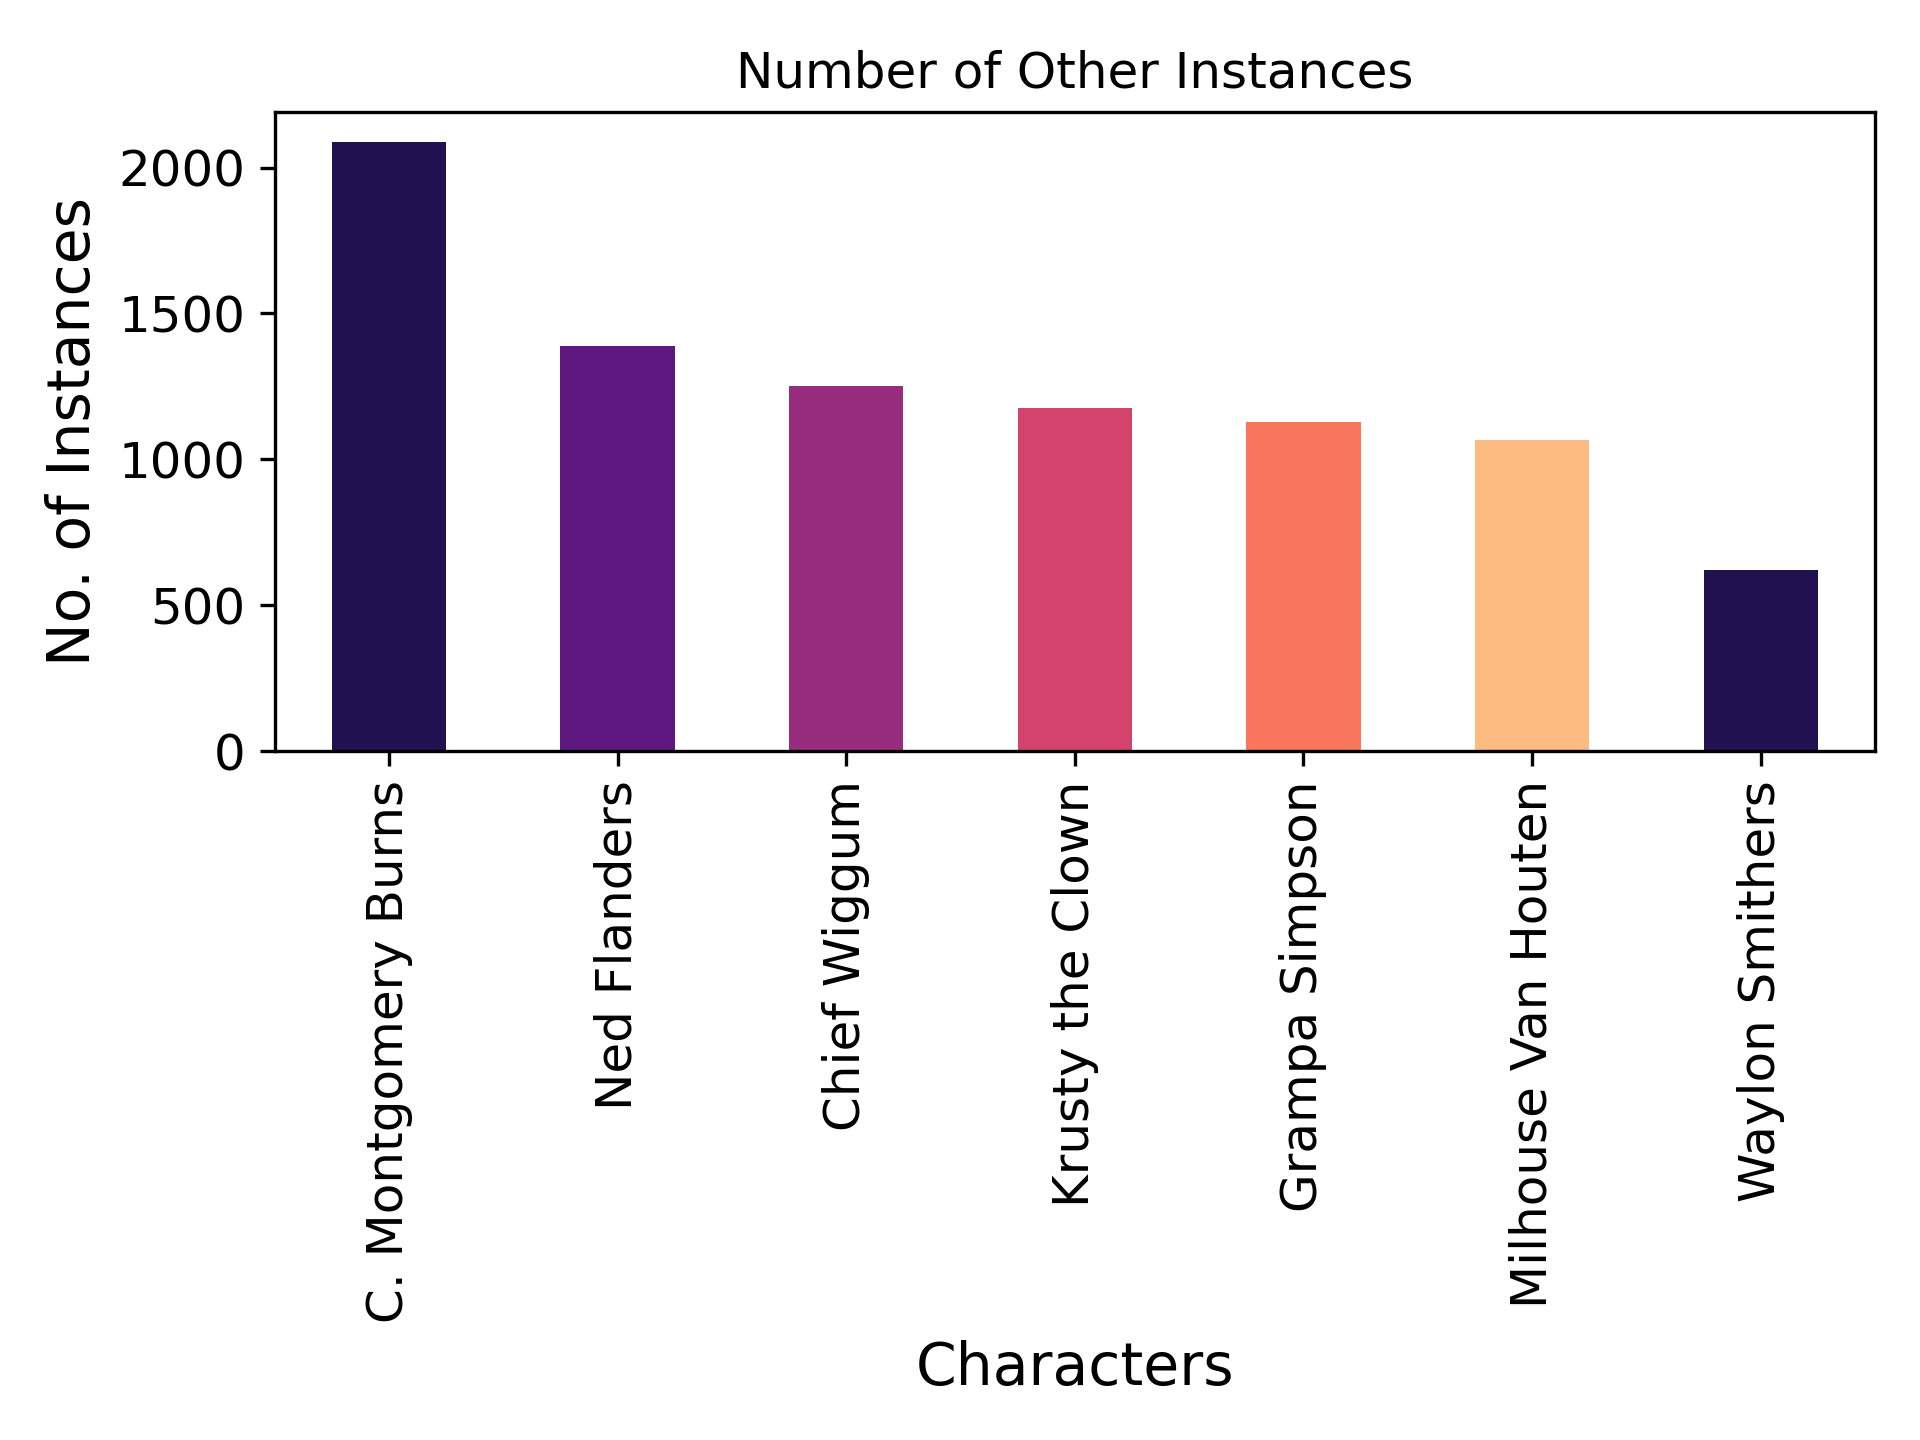 Number of Other Instances
No. of Instances
2000
1500
1000
500
0
C. Montgomery Burns
Ned Flanders
Chief Wiggum
Krusty the Clown
Grampa Simpson
Milhouse Van Houten
Waylon Smithers
Characters